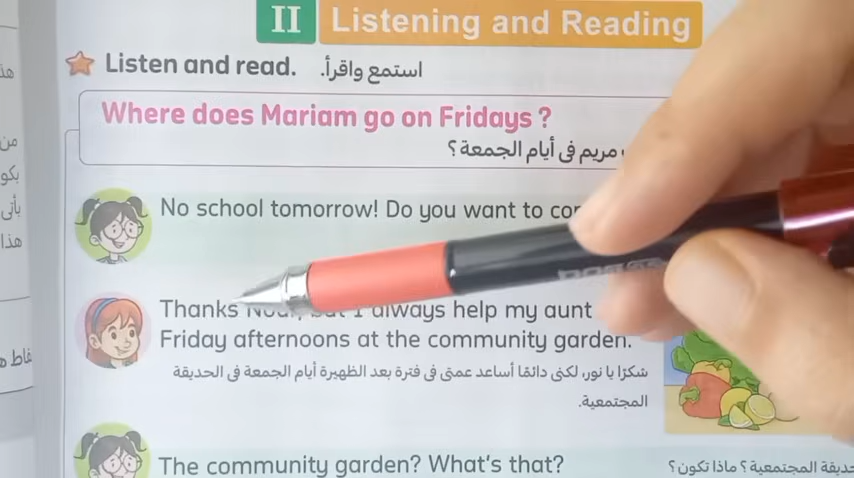 II Listening and Reading
Listen and read. استمع واقرأ.
Where does Mariam go on Fridays ?
مريم في أيام الجمعة ؟
No school tomorrow! Do you want to
Thanks Nour, but I always help my aunt
Friday afternoons at the community garden.
شكرًا يا نور، لكنى دائمًا أساعد عمتى فى فترة بعد الظهيرة أيام الجمعة فى الحديقة
المجتمعية.
The community garden? What's that?
المجتمعية؟ ماذا تكون؟